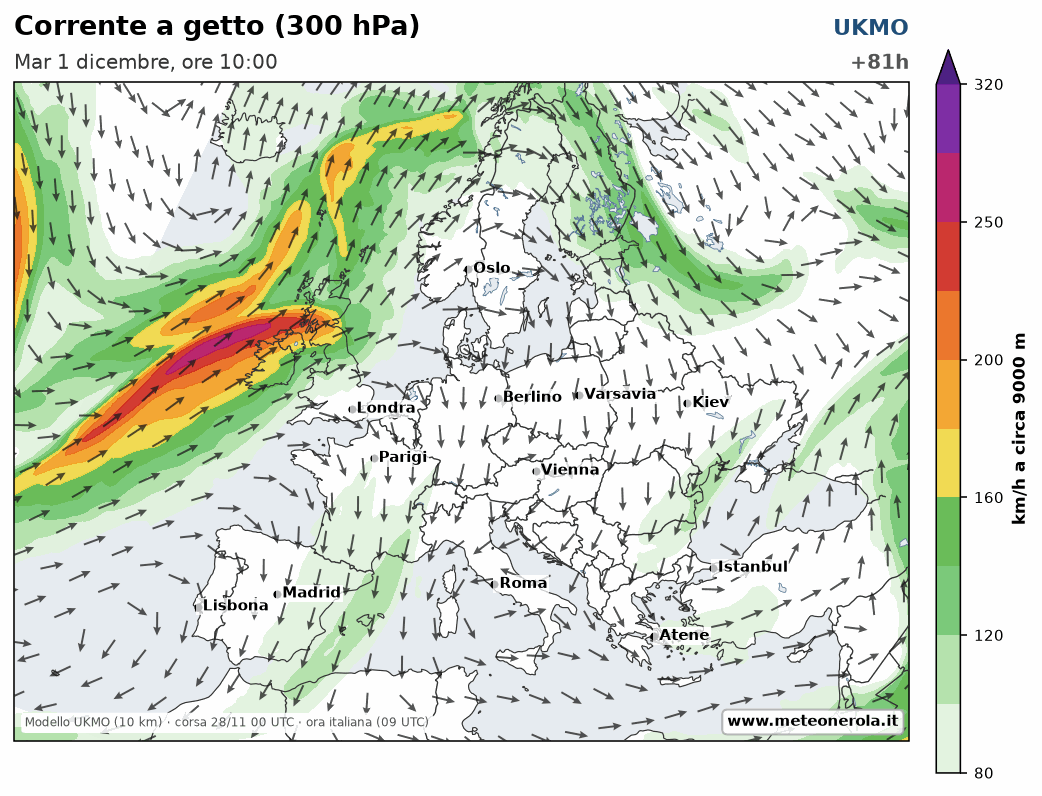 Corrente a getto (300 hPa)
UKMO
Mar 1 dicembre, ore 10:00
+81h
320
250
200
160
120
80
km/h a circa 9000 m
Oslo
Berlino
Varsavia
Kiev
Londra
Parigi
Vienna
Istanbul
Roma
Madrid
Lisbona
Atene
Modello UKMO (10 km) · corsa 28/11 00 UTC · ora italiana (09 UTC)
www.meteonerola.it